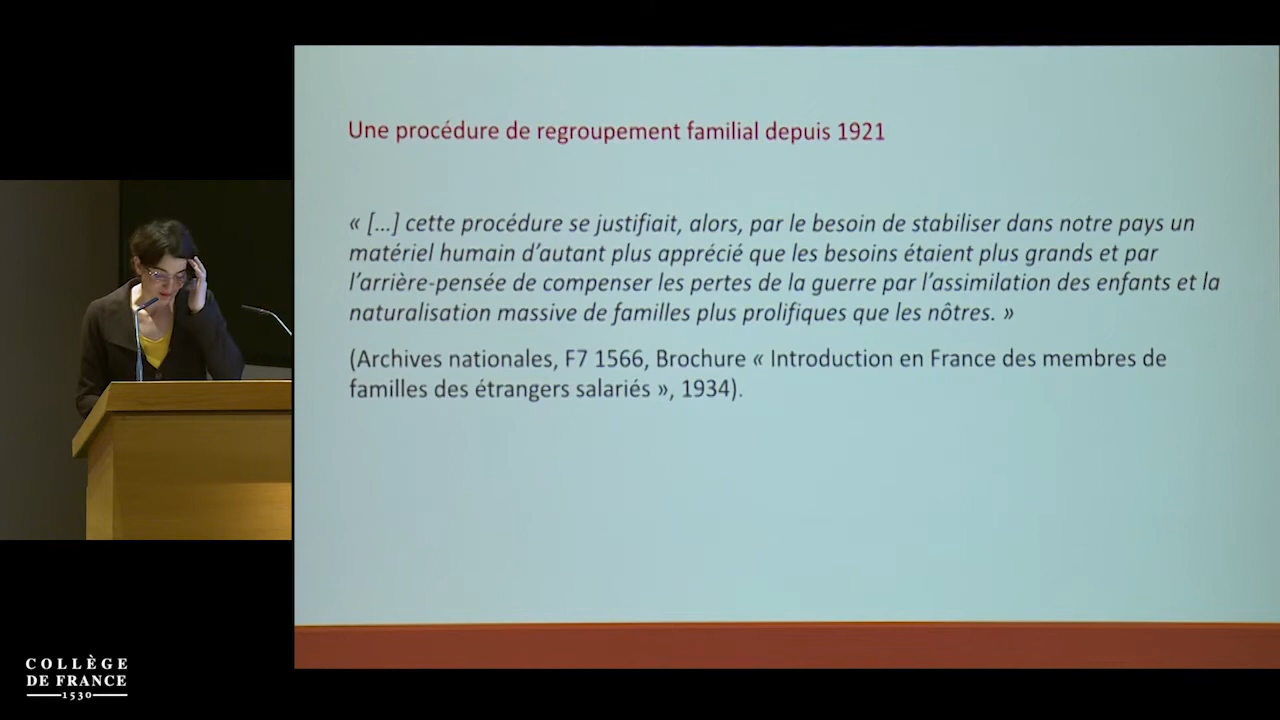 Une procédure de regroupement familial depuis 1921
« [...] cette procédure se justifiait, alors, par le besoin de stabiliser dans notre pays un
matériel humain d’autant plus apprécié que les besoins étaient plus grands et par
l’arrière-pensée de compenser les pertes de la guerre par l’assimilation des enfants et la
naturalisation massive de familles plus prolifiques que les nôtres. »
(Archives nationales, F7 1566, Brochure « Introduction en France des membres de
familles des étrangers salariés », 1934).
COLLÈGE
DE FRANCE
1530